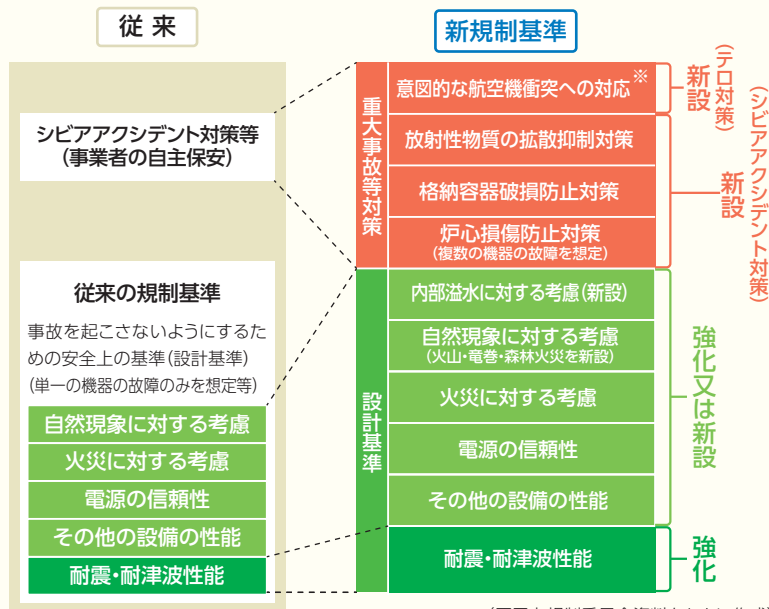 従来
シビアアクシデント対策等
(事業者の自主保安)
従来の規制基準
事故を起こさないようにするた
めの安全上の基準(設計基準)
(単一の機器の故障のみを想定等)
自然現象に対する考慮
火災に対する考慮
電源の信頼性
その他の設備の性能
耐震・耐津波性能
新規制基準
重大事故等対策
意図的な航空機衝突への対応※
放射性物質の拡散抑制対策
格納容器破損防止対策
炉心損傷防止対策
(複数の機器の故障を想定)
設計基準
内部溢水に対する考慮(新設)
自然現象に対する考慮
(火山・竜巻・森林火災を新設)
火災に対する考慮
電源の信頼性
その他の設備の性能
耐震・耐津波性能
新設
(テロ対策)
新設
(シビアアクシデント対策)
強化又は新設
強化